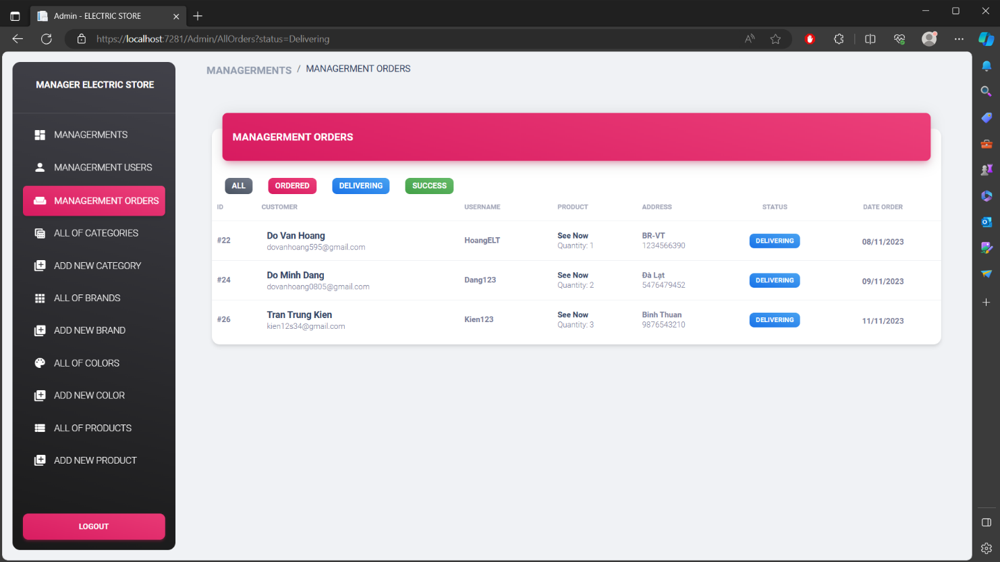 Admin - ELECTRIC STORE
https://localhost:7281/Admin/AllOrders?status=Delivering
MANAGER ELECTRIC STORE
MANAGERMENTS
MANAGERMENT USERS
MANAGERMENT ORDERS
ALL OF CATEGORIES
ADD NEW CATEGORY
ALL OF BRANDS
ADD NEW BRAND
ALL OF COLORS
ADD NEW COLOR
ALL OF PRODUCTS
ADD NEW PRODUCT
LOGOUT
MANAGERMENTS / MANAGERMENT ORDERS
MANAGERMENT ORDERS
ALL ORDERED DELIVERING SUCCESS
ID CUSTOMER USERNAME PRODUCT ADDRESS STATUS DATE ORDER
#22 Do Van Hoang HoangELT See Now BR-VT DELIVERING 08/11/2023
dovanhoang595@gmail.com Quantity: 1 1234566390
#24 Do Minh Dang Dang123 See Now Đà Lạt DELIVERING 09/11/2023
dovanhoang0805@gmail.com Quantity: 2 5476479452
#26 Tran Trung Kien Kien123 See Now Binh Thuan DELIVERING 11/11/2023
kien12s34@gmail.com Quantity: 3 9876543210